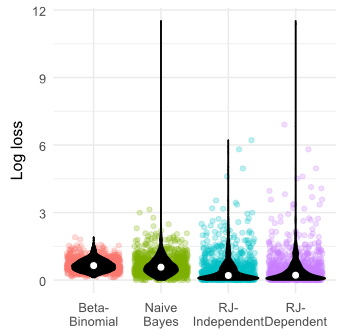 12
9
6
3
0
Log loss
Beta-
Binomial
Naive
Bayes
RJ-
Independent
RJ-
Dependent